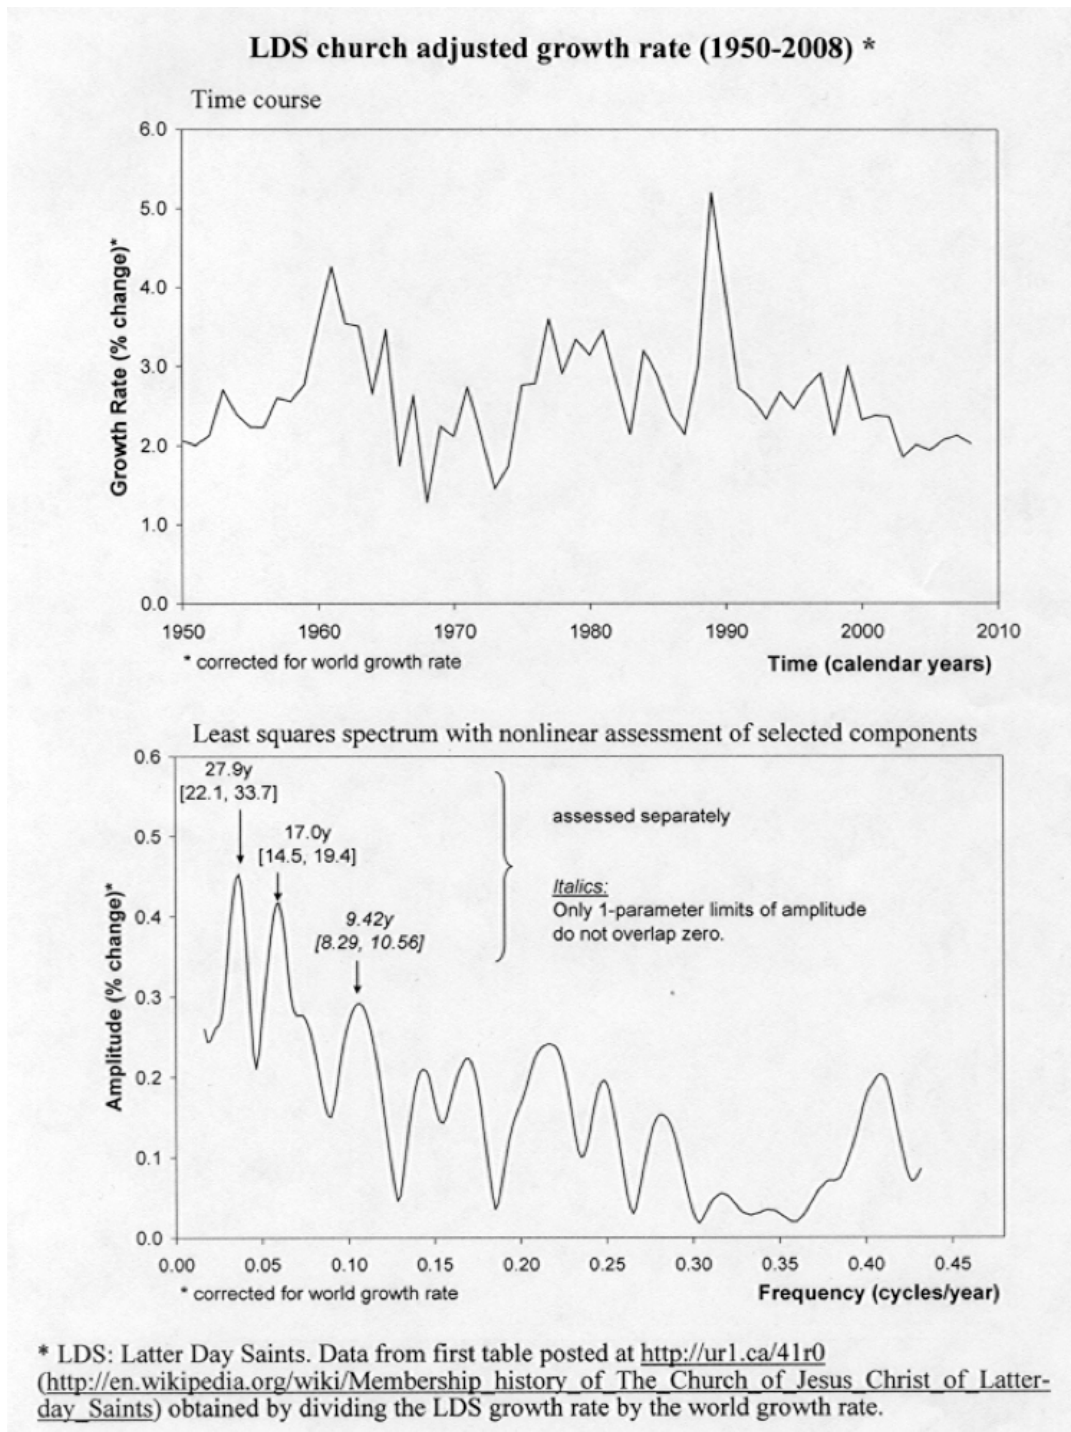 LDS church adjusted growth rate (1950-2008) *
Time course
6.0
5.0
4.0
3.0
2.0
1.0
0.0
Growth Rate (% change)*
1950 1960 1970 1980 1990 2000 2010
* corrected for world growth rate
Time (calendar years)
Least squares spectrum with nonlinear assessment of selected components
0.6
0.5
0.4
0.3
0.2
0.1
0.0
Amplitude (% change)*
27.9y
[22.1, 33.7]
17.0y
[14.5, 19.4]
9.42y
[8.29, 10.56]
assessed separately
Italics:
Only 1-parameter limits of amplitude
do not overlap zero.
0.00 0.05 0.10 0.15 0.20 0.25 0.30 0.35 0.40 0.45
* corrected for world growth rate
Frequency (cycles/year)
* LDS: Latter Day Saints. Data from first table posted at http://ur1.ca/41r0
(http://en.wikipedia.org/wiki/Membership_history_of_The_Church_of_Jesus_Christ_of_Latter-
day_Saints) obtained by dividing the LDS growth rate by the world growth rate.